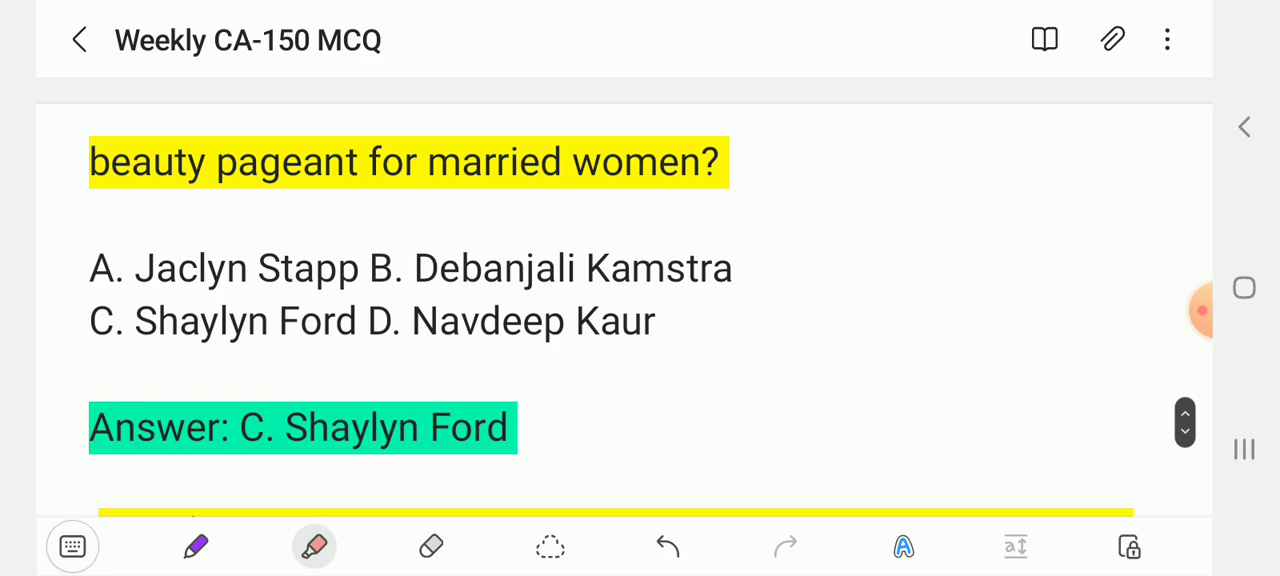 Weekly CA-150 MCQ
beauty pageant for married women?
A. Jaclyn Stapp B. Debanjali Kamstra
C. Shaylyn Ford D. Navdeep Kaur
Answer: C. Shaylyn Ford